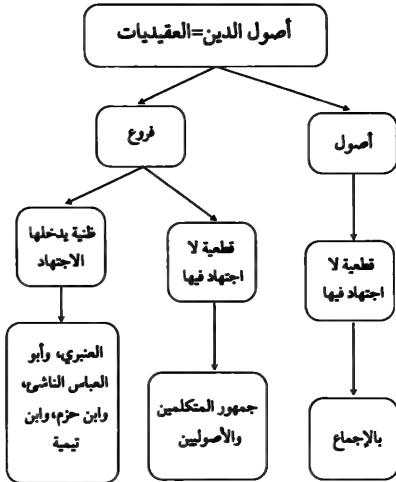 أصول الدين=العقيديات
أصول
فروع
قطعية لا
اجتهاد فيها
قطعية لا
اجتهاد فيها
ظنية يدخلها
الاجتهاد
بالإجماع
جمهور المتكلمين
والأصوليين
العنبري، وأبو
العباس الناشئ،
وابن حزم، وابن
تيمية